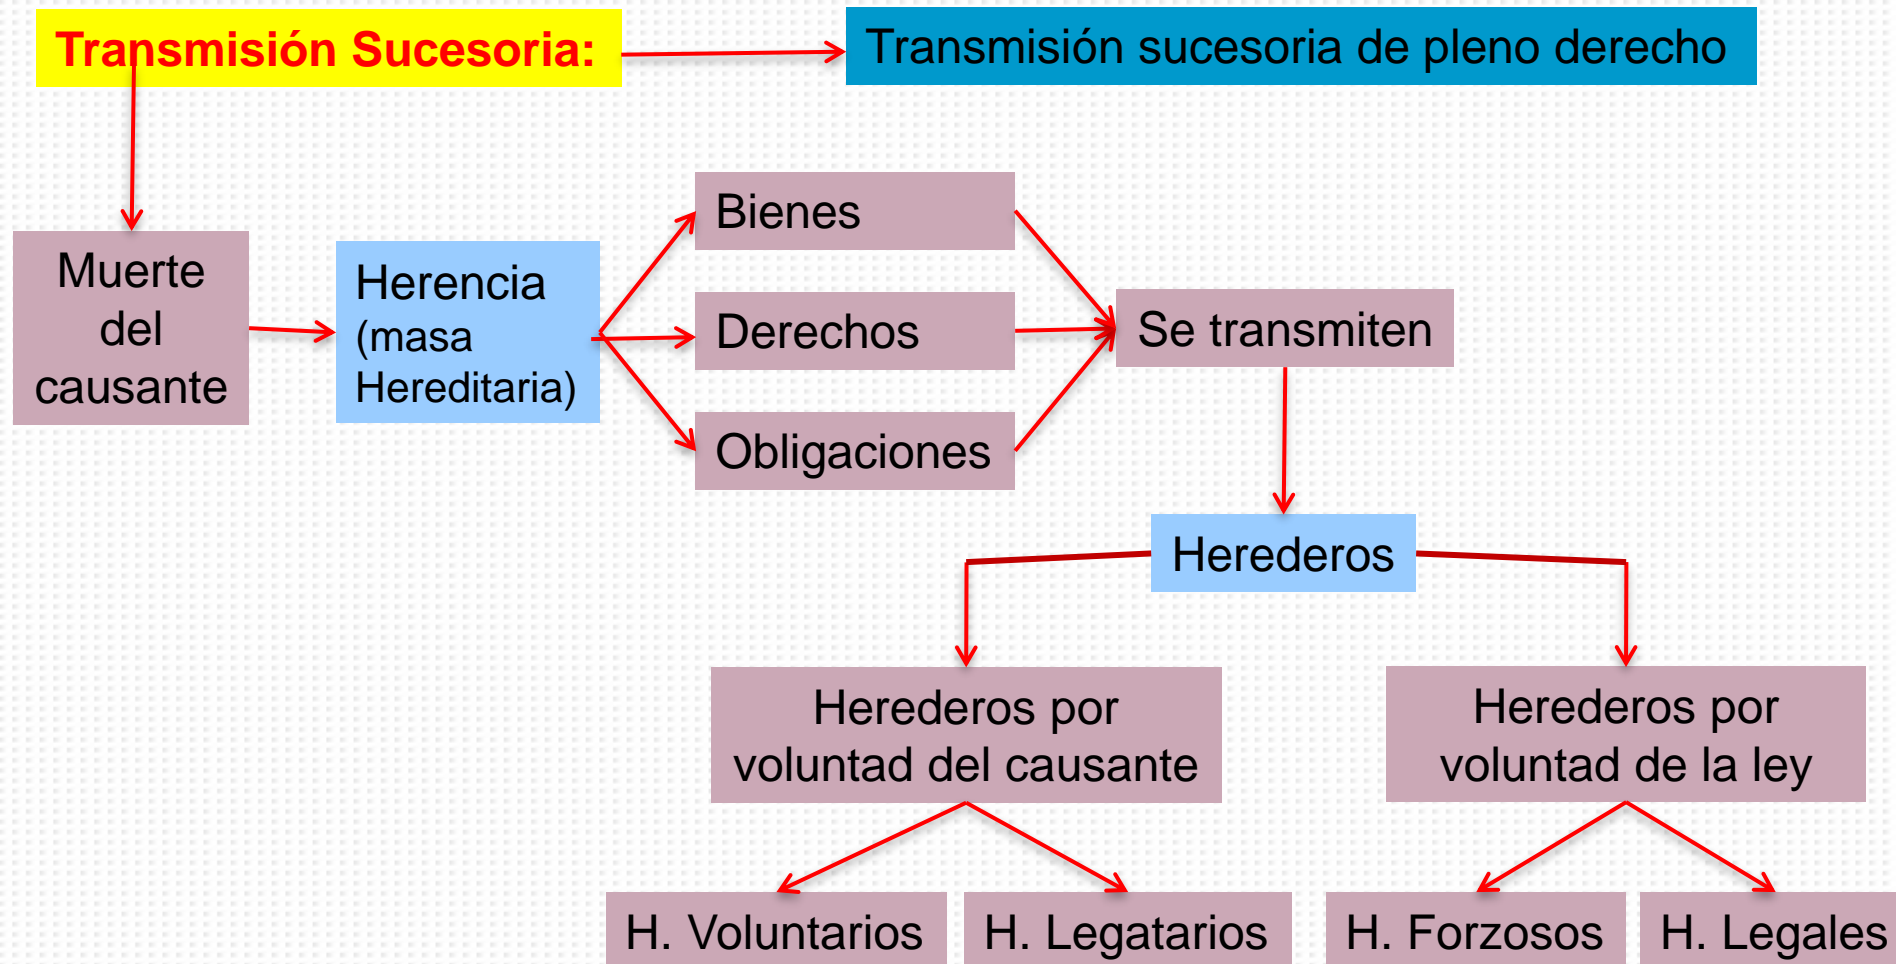 Transmisión Sucesoria:
Transmisión sucesoria de pleno derecho
Muerte
del
causante
Herencia
(masa
Hereditaria)
Bienes
Derechos
Obligaciones
Se transmiten
Herederos
Herederos por
voluntad del causante
Herederos por
voluntad de la ley
H. Voluntarios
H. Legatarios
H. Forzosos
H. Legales